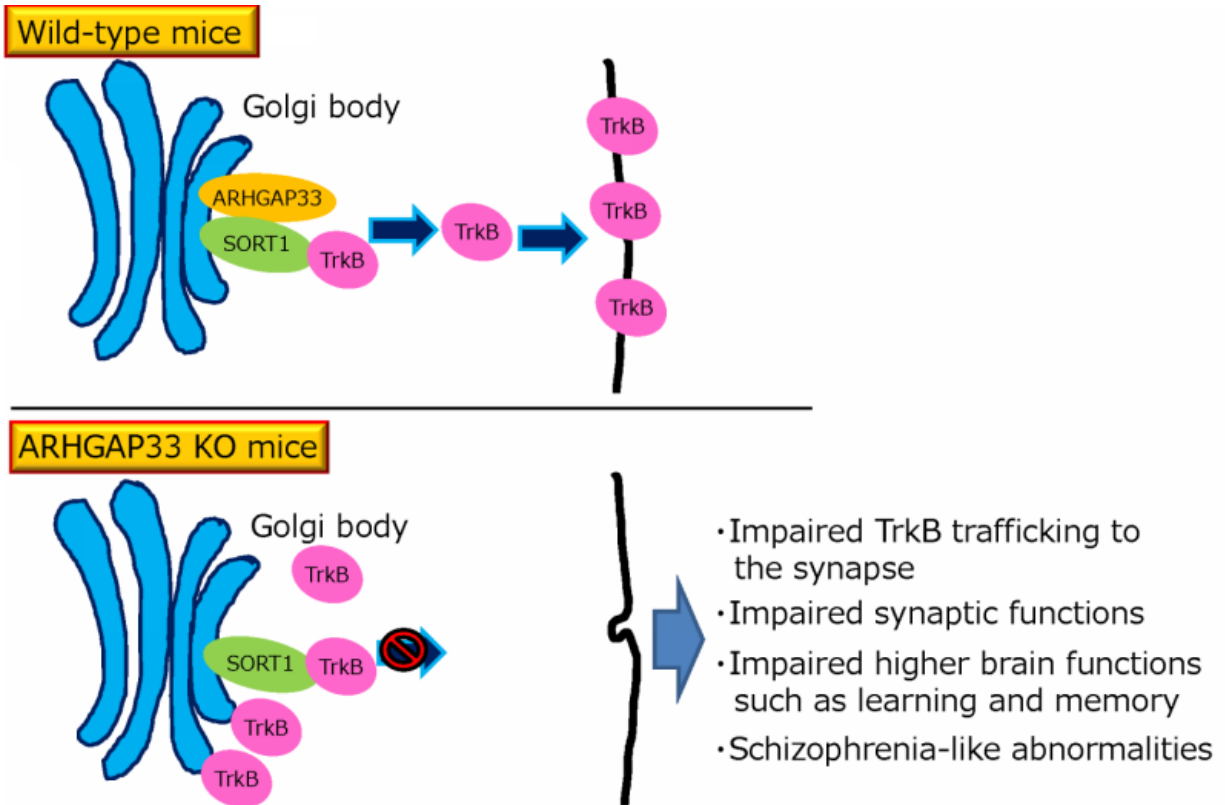 Wild-type mice
Golgi body
ARHGAP33
SORT1
TrkB
TrkB
TrkB
TrkB
TrkB
ARHGAP33 KO mice
Golgi body
TrkB
SORT1
TrkB
TrkB
TrkB
・Impaired TrkB trafficking to
the synapse
・Impaired synaptic functions
・Impaired higher brain functions
such as learning and memory
・Schizophrenia-like abnormalities